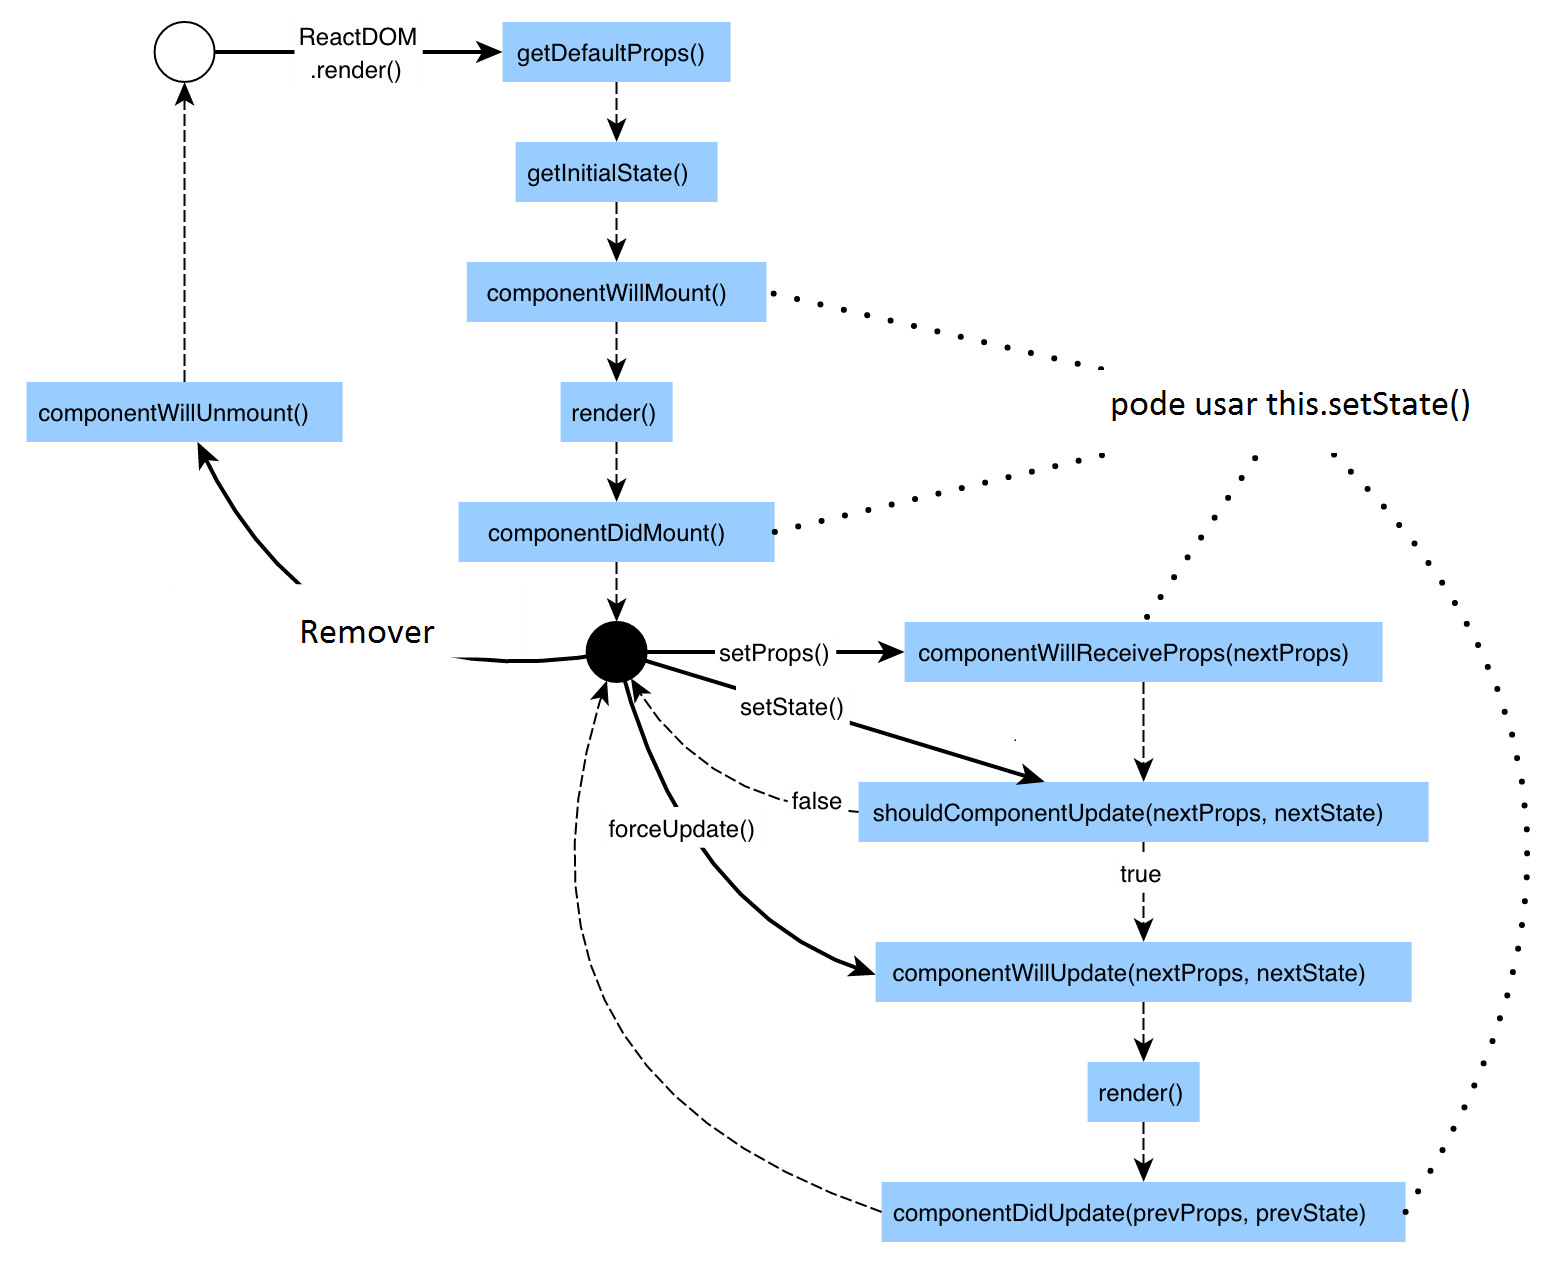 ReactDOM
.render()
getDefaultProps()
getInitialState()
componentWillMount()
pode usar this.setState()
componentWillUnmount()
render()
componentDidMount()
Remover
setProps()
componentWillReceiveProps(nextProps)
setState()
false
shouldComponentUpdate(nextProps, nextState)
forceUpdate()
true
componentWillUpdate(nextProps, nextState)
render()
componentDidUpdate(prevProps, prevState)